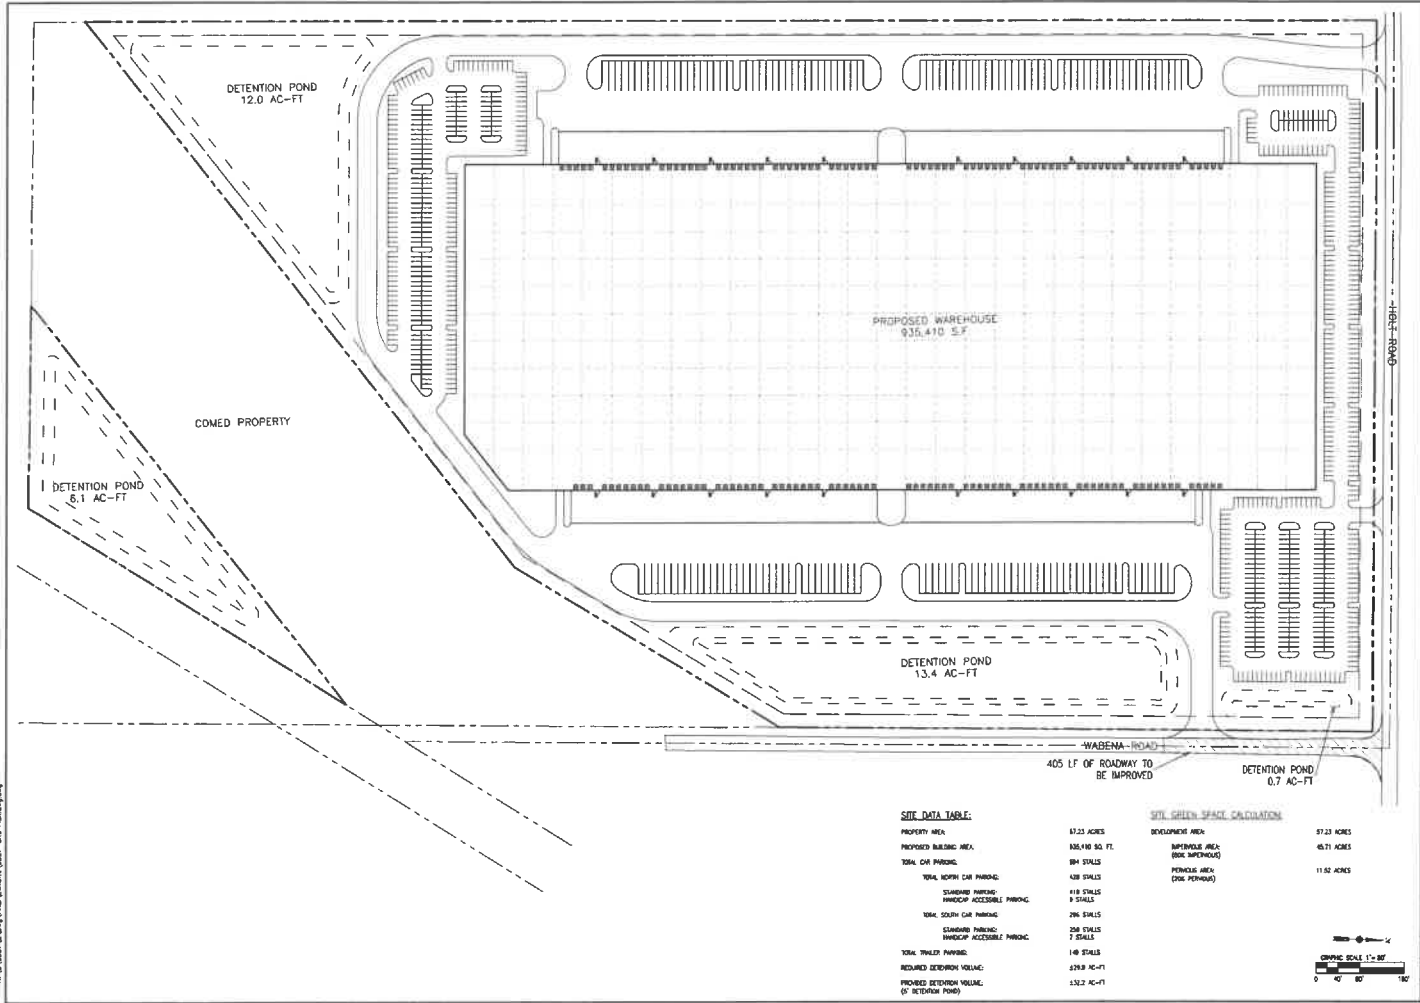 DETENTION POND
12.0 AC-FT
PROPOSED WAREHOUSE
935,410 S.F.
HOLT ROAD
COMED PROPERTY
DETENTION POND
6.1 AC-FT
DETENTION POND
13.4 AC-FT
WABENA ROAD
405 LF OF ROADWAY TO
BE IMPROVED
DETENTION POND
0.7 AC-FT
SITE DATA TABLE:
PROPERTY AREA: 57.23 ACRES
PROPOSED BUILDING AREA: 935,410 SQ. FT.
TOTAL CAR PARKING: STALLS
TOTAL NORTH CAR PARKING: STALLS
STANDARD PARKING: STALLS
HANDICAP ACCESSIBLE PARKING: 9 STALLS
TOTAL SOUTH CAR PARKING: STALLS
STANDARD PARKING: STALLS
HANDICAP ACCESSIBLE PARKING: 7 STALLS
TOTAL TRAILER PARKING: STALLS
REQUIRED DETENTION VOLUME: AC-FT
PROVIDED DETENTION VOLUME: ±32.2 AC-FT
(6' DETENTION POND)
SITE GREEN SPACE CALCULATION:
DEVELOPMENT AREA: 57.23 ACRES
IMPERVIOUS AREA: 45.71 ACRES
(80% IMPERVIOUS)
PERVIOUS AREA: 11.52 ACRES
(20% PERVIOUS)
GRAPHIC SCALE 1"= 80'
0 40' 80' 160'